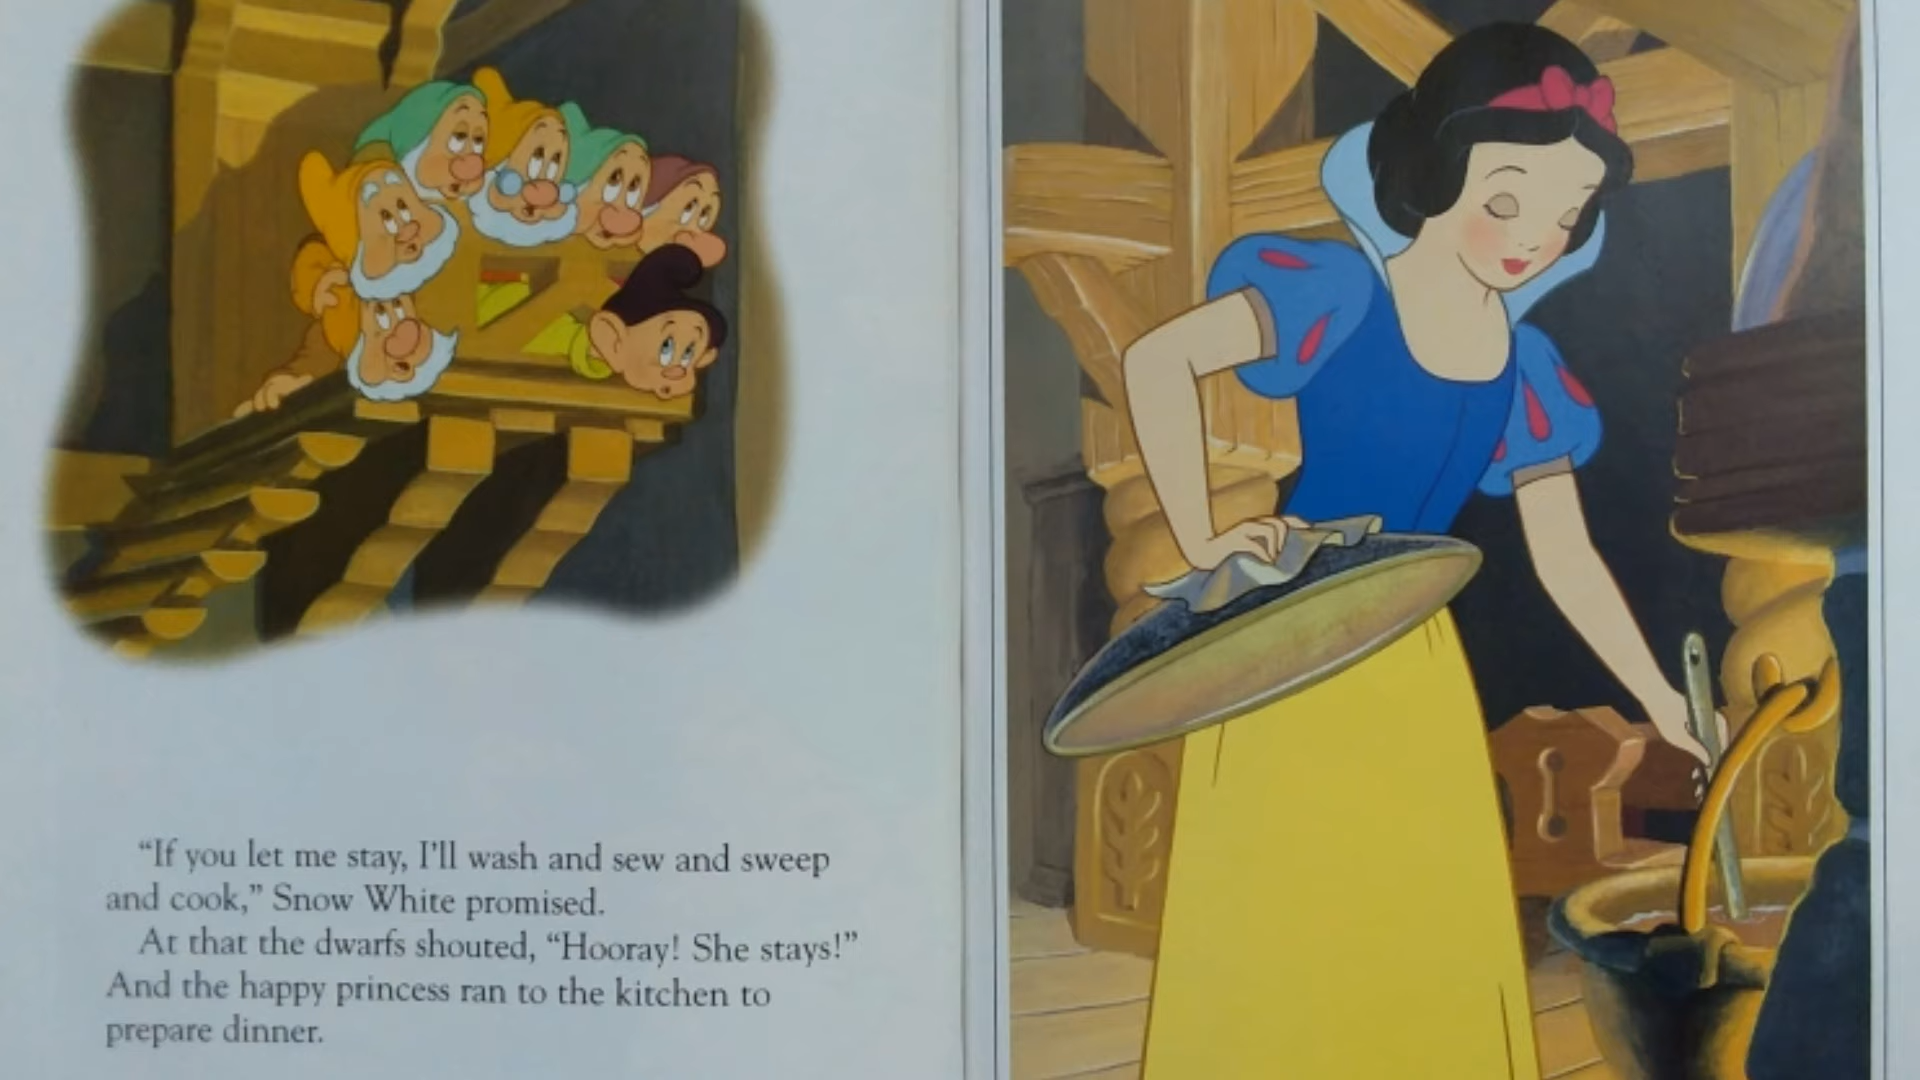 “If you let me stay, I’ll wash and sew and sweep
and cook,” Snow White promised.
At that the dwarfs shouted, “Hooray! She stays!”
And the happy princess ran to the kitchen to
prepare dinner.